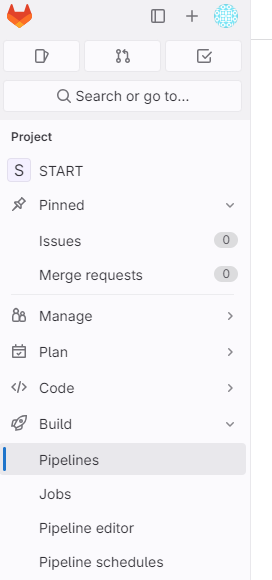 Search or go to...
Project
S START
Pinned
Issues 0
Merge requests 0
Manage
Plan
Code
Build
Pipelines
Jobs
Pipeline editor
Pipeline schedules